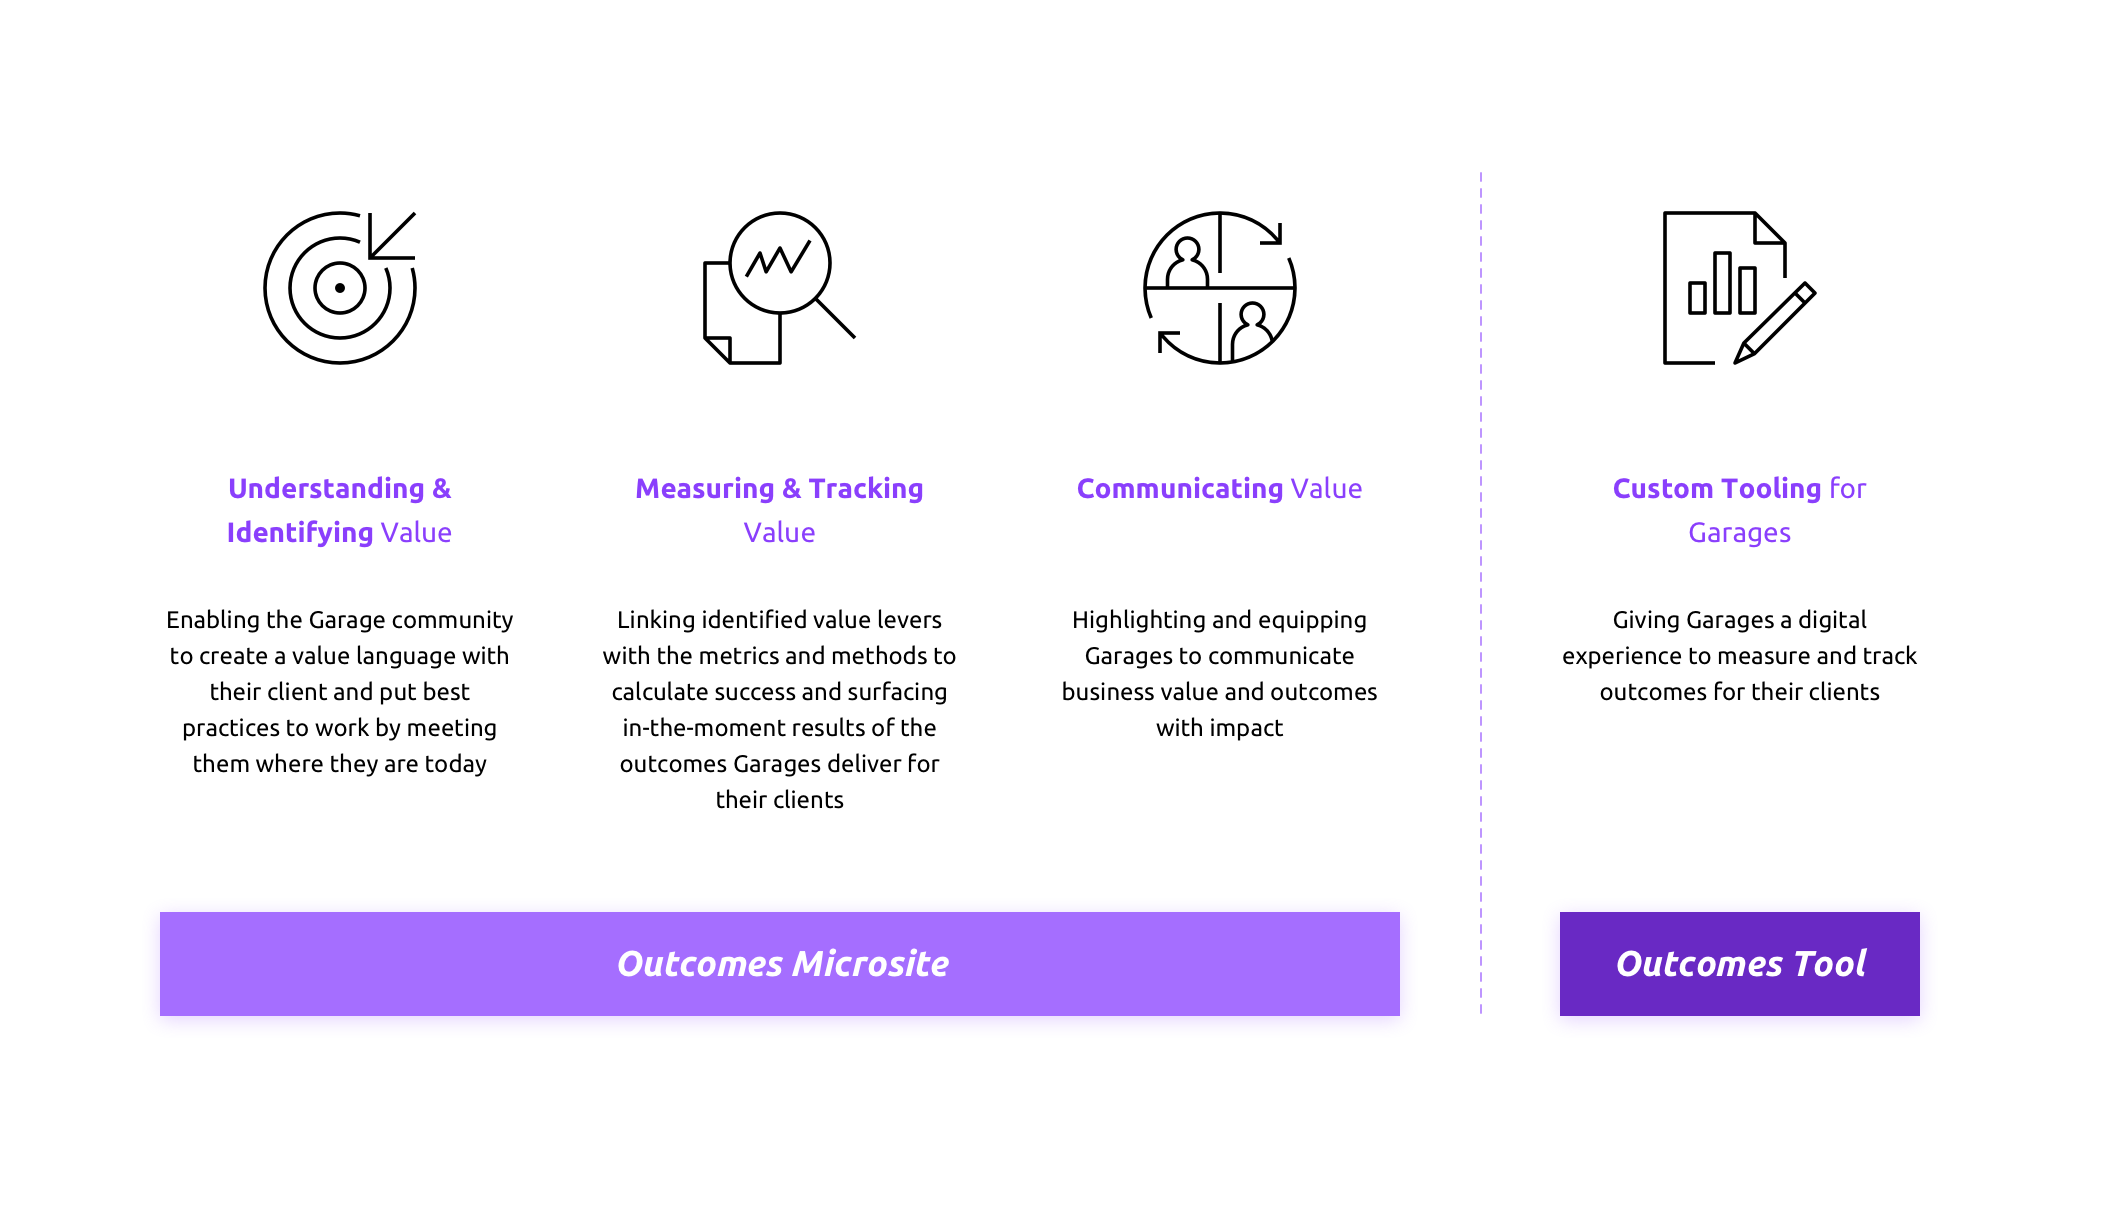 Understanding &
Identifying Value
Enabling the Garage community
to create a value language with
their client and put best
practices to work by meeting
them where they are today
Measuring & Tracking
Value
Linking identified value levers
with the metrics and methods to
calculate success and surfacing
in-the-moment results of the
outcomes Garages deliver for
their clients
Communicating Value
Highlighting and equipping
Garages to communicate
business value and outcomes
with impact
Outcomes Microsite
Custom Tooling for
Garages
Giving Garages a digital
experience to measure and track
outcomes for their clients
Outcomes Tool